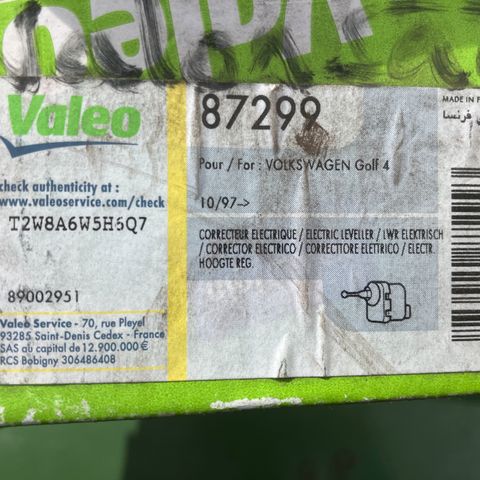 Valeo
Valeo
87299
MADE IN F
فرنسا
Pour / For : VOLKSWAGEN Golf 4
10/97->
check authenticity at :
www.valeoservice.com/check
T2W8A6W5H6Q7
89002951
CORRECTEUR ELECTRIQUE / ELECTRIC LEVELLER / LWR ELEKTRISCH
/ CORRECTOR ELECTRICO / CORRETTORE ELETTRICO / ELECTR.
HOOGTE REG.
Valeo Service - 70, rue Pleyel
93285 Saint-Denis Cedex - France
SAS au capital de 12.900.000 €
RCS Bobigny 306486408